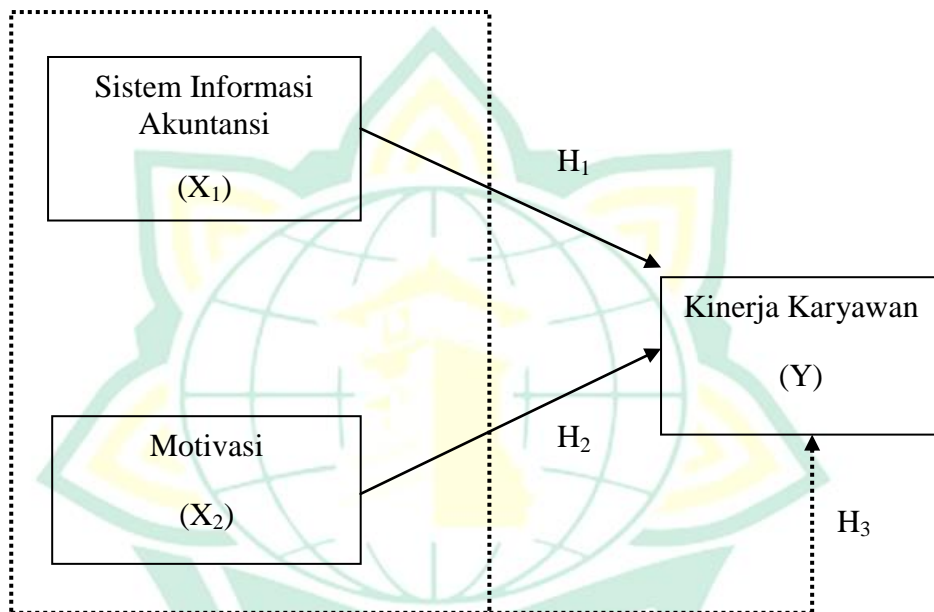 Sistem Informasi
Akuntansi
(X₁)
H₁
Kinerja Karyawan
(Y)
Motivasi
(X₂)
H₂
H₃